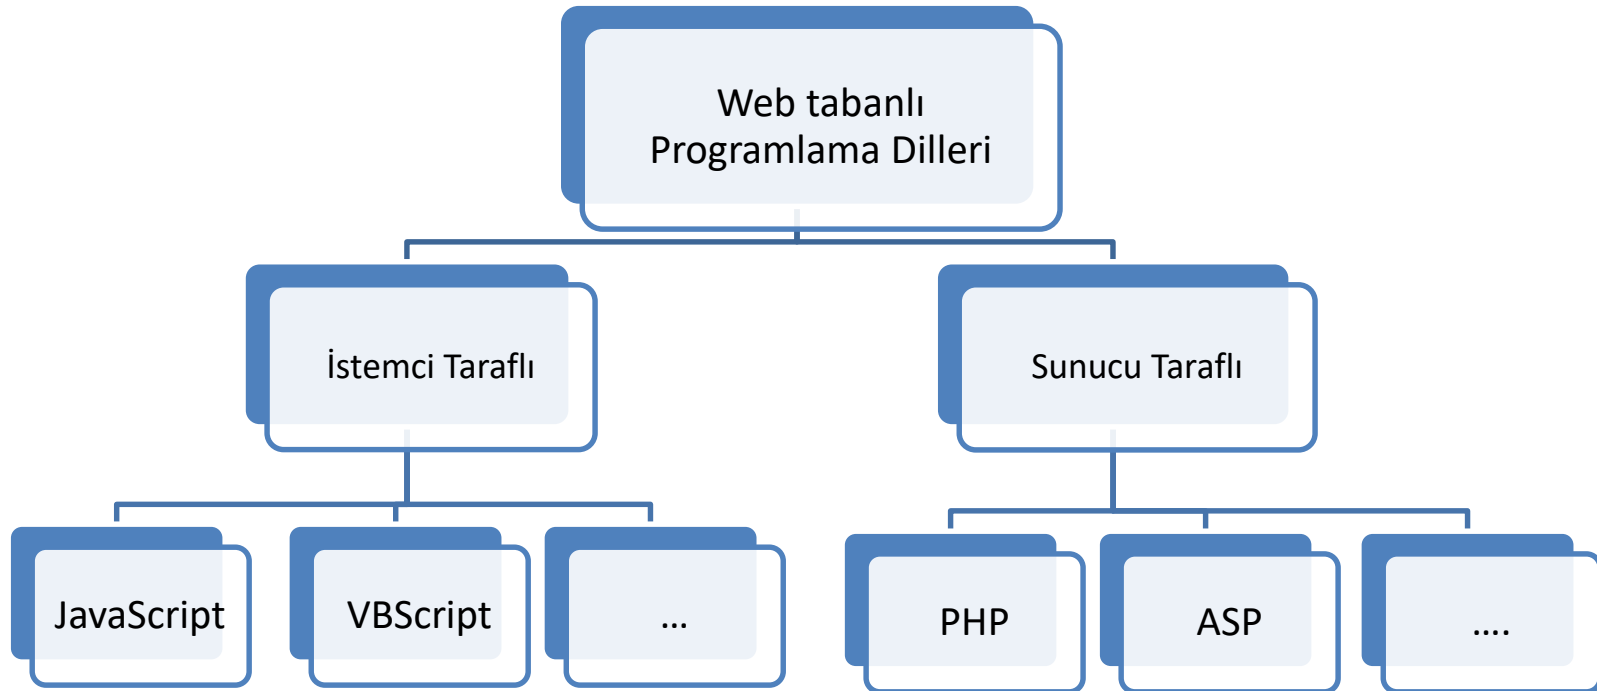 Web tabanlı
Programlama Dilleri
İstemci Taraflı
Sunucu Taraflı
JavaScript
VBScript
...
PHP
ASP
....